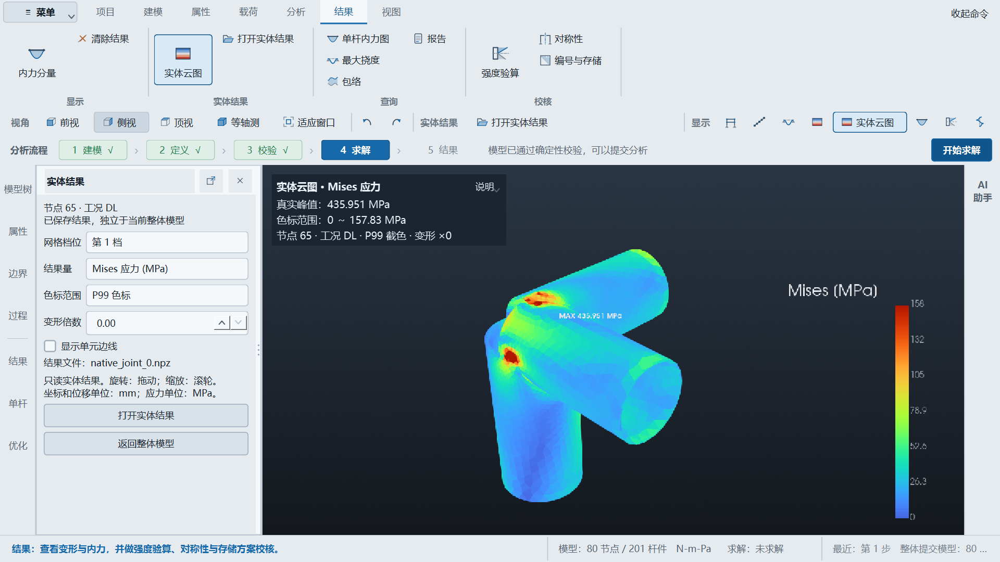 ≡ 菜单
项目
建模
属性
载荷
分析
结果
视图
收起命令
内力分量
清除结果
显示
实体云图
打开实体结果
实体结果
单杆内力图
报告
最大挠度
包络
查询
强度验算
对称性
编号与存储
校核
视角
前视
侧视
顶视
等轴测
适应窗口
实体结果
打开实体结果
显示
实体云图
分析流程
1 建模 √
›
2 定义 √
›
3 校验 √
›
4 求解
›
5 结果
模型已通过确定性校验，可以提交分析
开始求解
模型树
属性
边界
过程
结果
单杆
优化
实体结果
节点 65 · 工况 DL
已保存结果，独立于当前整体模型
网格档位 第 1 档
结果量 Mises 应力 (MPa)
色标范围 P99 色标
变形倍数 0.00
显示单元边线
结果文件：native_joint_0.npz
只读实体结果。旋转：拖动；缩放：滚轮。
坐标和位移单位：mm；应力单位：MPa。
打开实体结果
返回整体模型
实体云图 • Mises 应力
说明
真实峰值：435.951 MPa
色标范围：0 ~ 157.83 MPa
节点 65 · 工况 DL · P99 截色 · 变形 ×0
MAX 435.951 MPa
Mises (MPa)
158
132
105
78.9
52.6
26.3
0
AI
助手
结果：查看变形与内力，并做强度验算、对称性与存储方案校核。
模型：80 节点 / 201 杆件 N-m-Pa 求解：未求解
最近：第 1 步 整体提交模型：80 ...